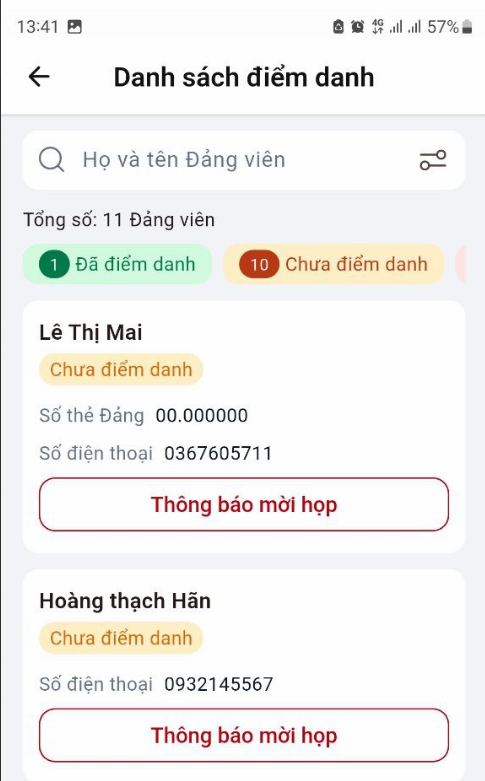 13:41
4G 57%
Danh sách điểm danh
Họ và tên Đảng viên
Tổng số: 11 Đảng viên
1 Đã điểm danh 10 Chưa điểm danh
Lê Thị Mai
Chưa điểm danh
Số thẻ Đảng 00.000000
Số điện thoại 0367605711
Thông báo mời họp
Hoàng thạch Hãn
Chưa điểm danh
Số điện thoại 0932145567
Thông báo mời họp